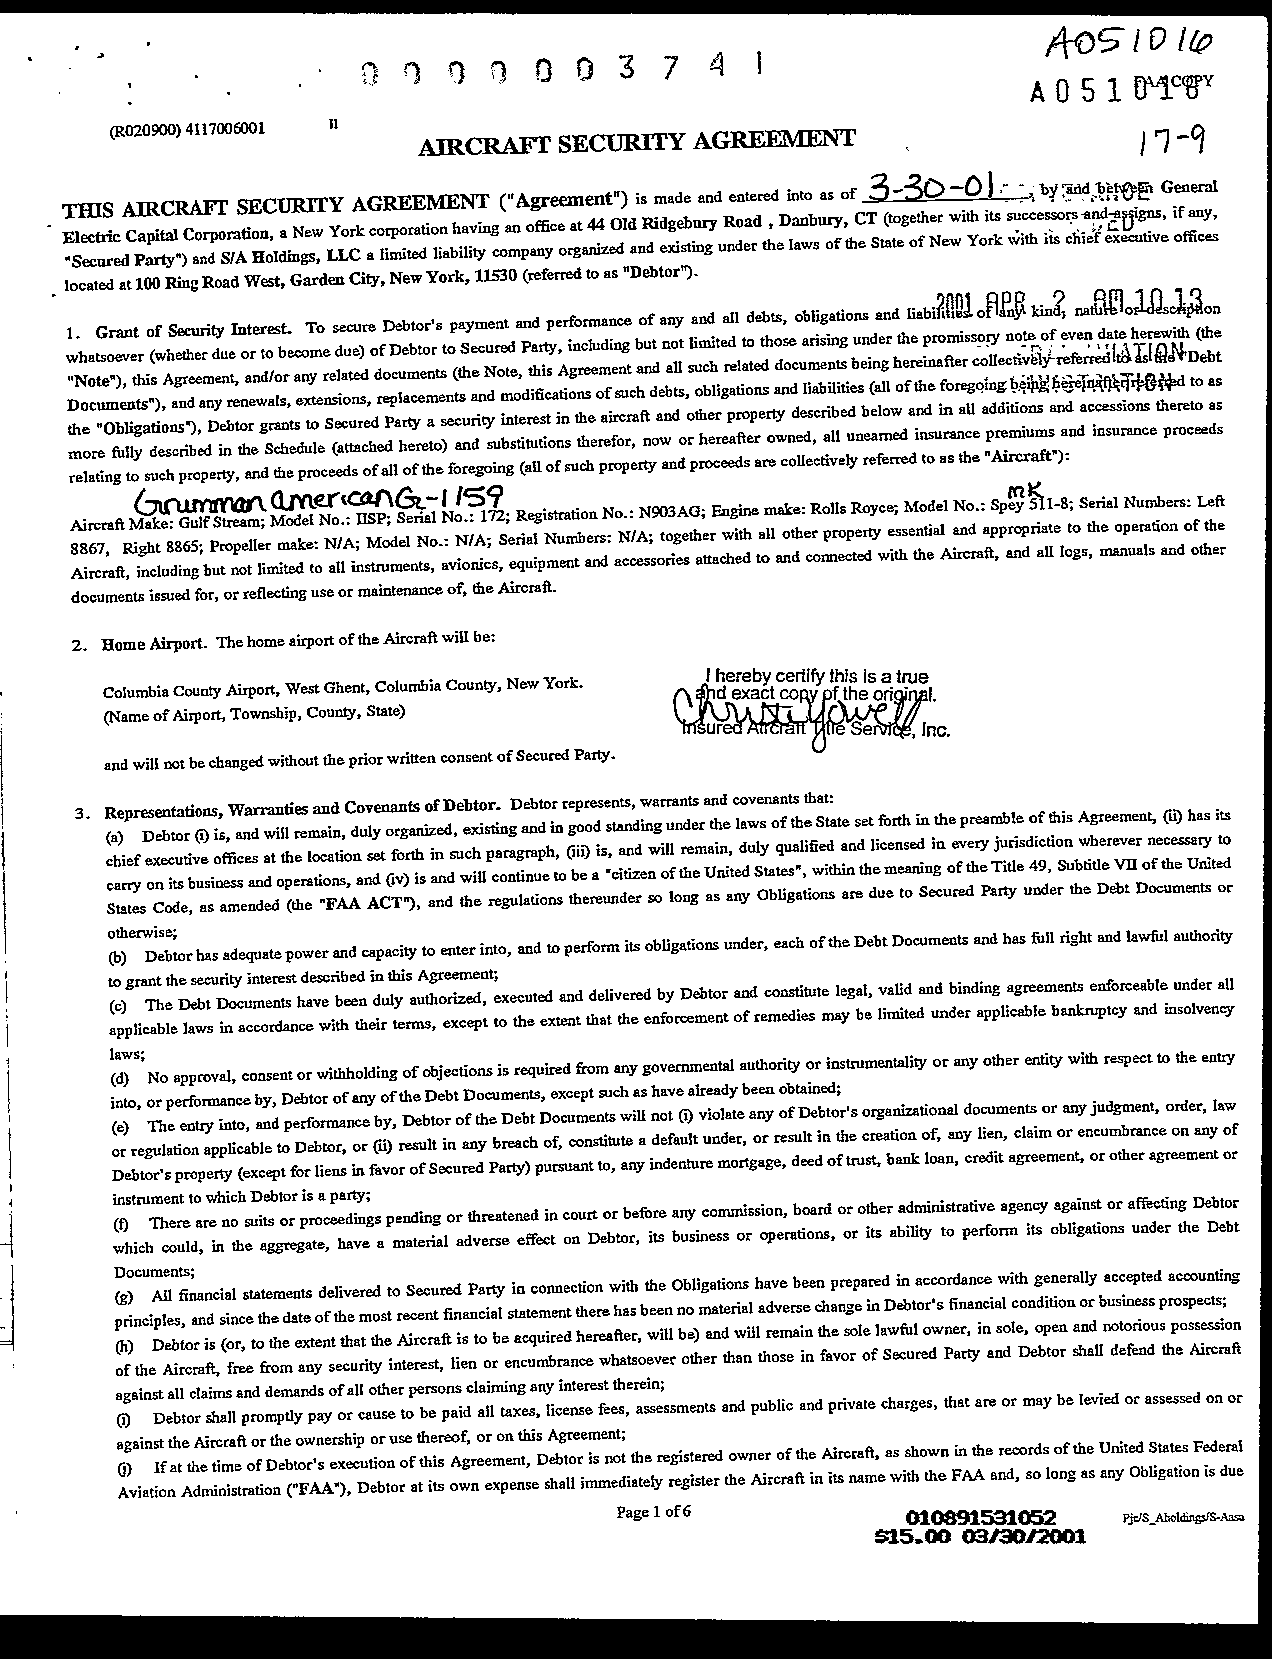 0 0 0 0 0 0 3 7 4 1
A051016
A 0 5 1 0 1 8
17-9
(R020900) 4117006001
AIRCRAFT SECURITY AGREEMENT
THIS AIRCRAFT SECURITY AGREEMENT ("Agreement") is made and entered into as of 3-30-01, by and between General
Electric Capital Corporation, a New York corporation having an office at 44 Old Ridgebury Road , Danbury, CT (together with its successors and assigns, if any,
"Secured Party") and S/A Holdings, LLC a limited liability company organized and existing under the laws of the State of New York with its chief executive offices
located at 100 Ring Road West, Garden City, New York, 11530 (referred to as "Debtor").
2001 APR 2 AM 10 13
1. Grant of Security Interest. To secure Debtor's payment and performance of any and all debts, obligations and liabilities of any kind, nature or description
whatsoever (whether due or to become due) of Debtor to Secured Party, including but not limited to those arising under the promissory note of even date herewith (the
"Note"), this Agreement, and/or any related documents (the Note, this Agreement and all such related documents being hereinafter collectively referred to as the "Debt
Documents"), and any renewals, extensions, replacements and modifications of such debts, obligations and liabilities (all of the foregoing being hereinafter referred to as
the "Obligations"), Debtor grants to Secured Party a security interest in the aircraft and other property described below and in all additions and accessions thereto as
more fully described in the Schedule (attached hereto) and substitutions therefor, now or hereafter owned, all unearned insurance premiums and insurance proceeds
relating to such property, and the proceeds of all of the foregoing (all of such property and proceeds are collectively referred to as the "Aircraft"):
Grumman American G-1159
MK
Aircraft Make: Gulf Stream; Model No.: IISP; Serial No.: 172; Registration No.: N903AG; Engine make: Rolls Royce; Model No.: Spey 511-8; Serial Numbers: Left
8867, Right 8865; Propeller make: N/A; Model No.: N/A; Serial Numbers: N/A; together with all other property essential and appropriate to the operation of the
Aircraft, including but not limited to all instruments, avionics, equipment and accessories attached to and connected with the Aircraft, and all logs, manuals and other
documents issued for, or reflecting use or maintenance of, the Aircraft.
2. Home Airport. The home airport of the Aircraft will be:
Columbia County Airport, West Ghent, Columbia County, New York.
(Name of Airport, Township, County, State)
I hereby certify this is a true
and exact copy of the original.
Insured Aircraft Title Service, Inc.
and will not be changed without the prior written consent of Secured Party.
3. Representations, Warranties and Covenants of Debtor. Debtor represents, warrants and covenants that:
(a) Debtor (i) is, and will remain, duly organized, existing and in good standing under the laws of the State set forth in the preamble of this Agreement, (ii) has its
chief executive offices at the location set forth in such paragraph, (iii) is, and will remain, duly qualified and licensed in every jurisdiction wherever necessary to
carry on its business and operations, and (iv) is and will continue to be a "citizen of the United States", within the meaning of the Title 49, Subtitle VII of the United
States Code, as amended (the "FAA ACT"), and the regulations thereunder so long as any Obligations are due to Secured Party under the Debt Documents or
otherwise;
(b) Debtor has adequate power and capacity to enter into, and to perform its obligations under, each of the Debt Documents and has full right and lawful authority
to grant the security interest described in this Agreement;
(c) The Debt Documents have been duly authorized, executed and delivered by Debtor and constitute legal, valid and binding agreements enforceable under all
applicable laws in accordance with their terms, except to the extent that the enforcement of remedies may be limited under applicable bankruptcy and insolvency
laws;
(d) No approval, consent or withholding of objections is required from any governmental authority or instrumentality or any other entity with respect to the entry
into, or performance by, Debtor of any of the Debt Documents, except such as have already been obtained;
(e) The entry into, and performance by, Debtor of the Debt Documents will not (i) violate any of Debtor's organizational documents or any judgment, order, law
or regulation applicable to Debtor, or (ii) result in any breach of, constitute a default under, or result in the creation of, any lien, claim or encumbrance on any of
Debtor's property (except for liens in favor of Secured Party) pursuant to, any indenture mortgage, deed of trust, bank loan, credit agreement, or other agreement or
instrument to which Debtor is a party;
(f) There are no suits or proceedings pending or threatened in court or before any commission, board or other administrative agency against or affecting Debtor
which could, in the aggregate, have a material adverse effect on Debtor, its business or operations, or its ability to perform its obligations under the Debt
Documents;
(g) All financial statements delivered to Secured Party in connection with the Obligations have been prepared in accordance with generally accepted accounting
principles, and since the date of the most recent financial statement there has been no material adverse change in Debtor's financial condition or business prospects;
(h) Debtor is (or, to the extent that the Aircraft is to be acquired hereafter, will be) and will remain the sole lawful owner, in sole, open and notorious possession
of the Aircraft, free from any security interest, lien or encumbrance whatsoever other than those in favor of Secured Party and Debtor shall defend the Aircraft
against all claims and demands of all other persons claiming any interest therein;
(i) Debtor shall promptly pay or cause to be paid all taxes, license fees, assessments and public and private charges, that are or may be levied or assessed on or
against the Aircraft or the ownership or use thereof, or on this Agreement;
(j) If at the time of Debtor's execution of this Agreement, Debtor is not the registered owner of the Aircraft, as shown in the records of the United States Federal
Aviation Administration ("FAA"), Debtor at its own expense shall immediately register the Aircraft in its name with the FAA and, so long as any Obligation is due
Page 1 of 6
010891531052
$15.00 03/30/2001
Pjc/S_Aholdings/S-Aasa